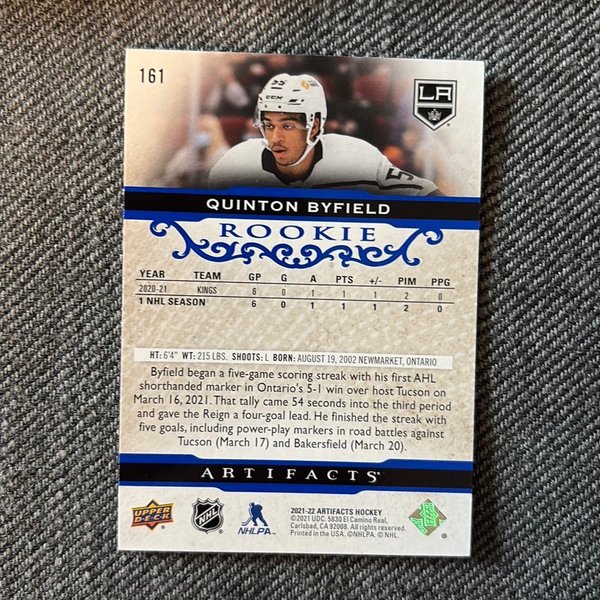 161
55
CCM
LA
5
QUINTON BYFIELD
ROOKIE
YEAR TEAM GP G A PTS +/- PIM PPG
2020-21 KINGS 6 0 1 1 1 2 0
1 NHL SEASON 6 0 1 1 1 2 0
HT: 6'4" WT: 215 LBS. SHOOTS: L BORN: AUGUST 19, 2002 NEWMARKET, ONTARIO
Byfield began a five-game scoring streak with his first AHL
shorthanded marker in Ontario's 5-1 win over host Tucson on
March 16, 2021. That tally came 54 seconds into the third period
and gave the Reign a four-goal lead. He finished the streak with
five goals, including power-play markers in road battles against
Tucson (March 17) and Bakersfield (March 20).
ARTIFACTS
UPPER DECK
NHL
NHLPA
2021-22 ARTIFACTS HOCKEY
©2021 UDC. 5830 El Camino Real,
Carlsbad, CA 92008. All rights reserved.
Printed in the USA. ©NHLPA. © NHL.